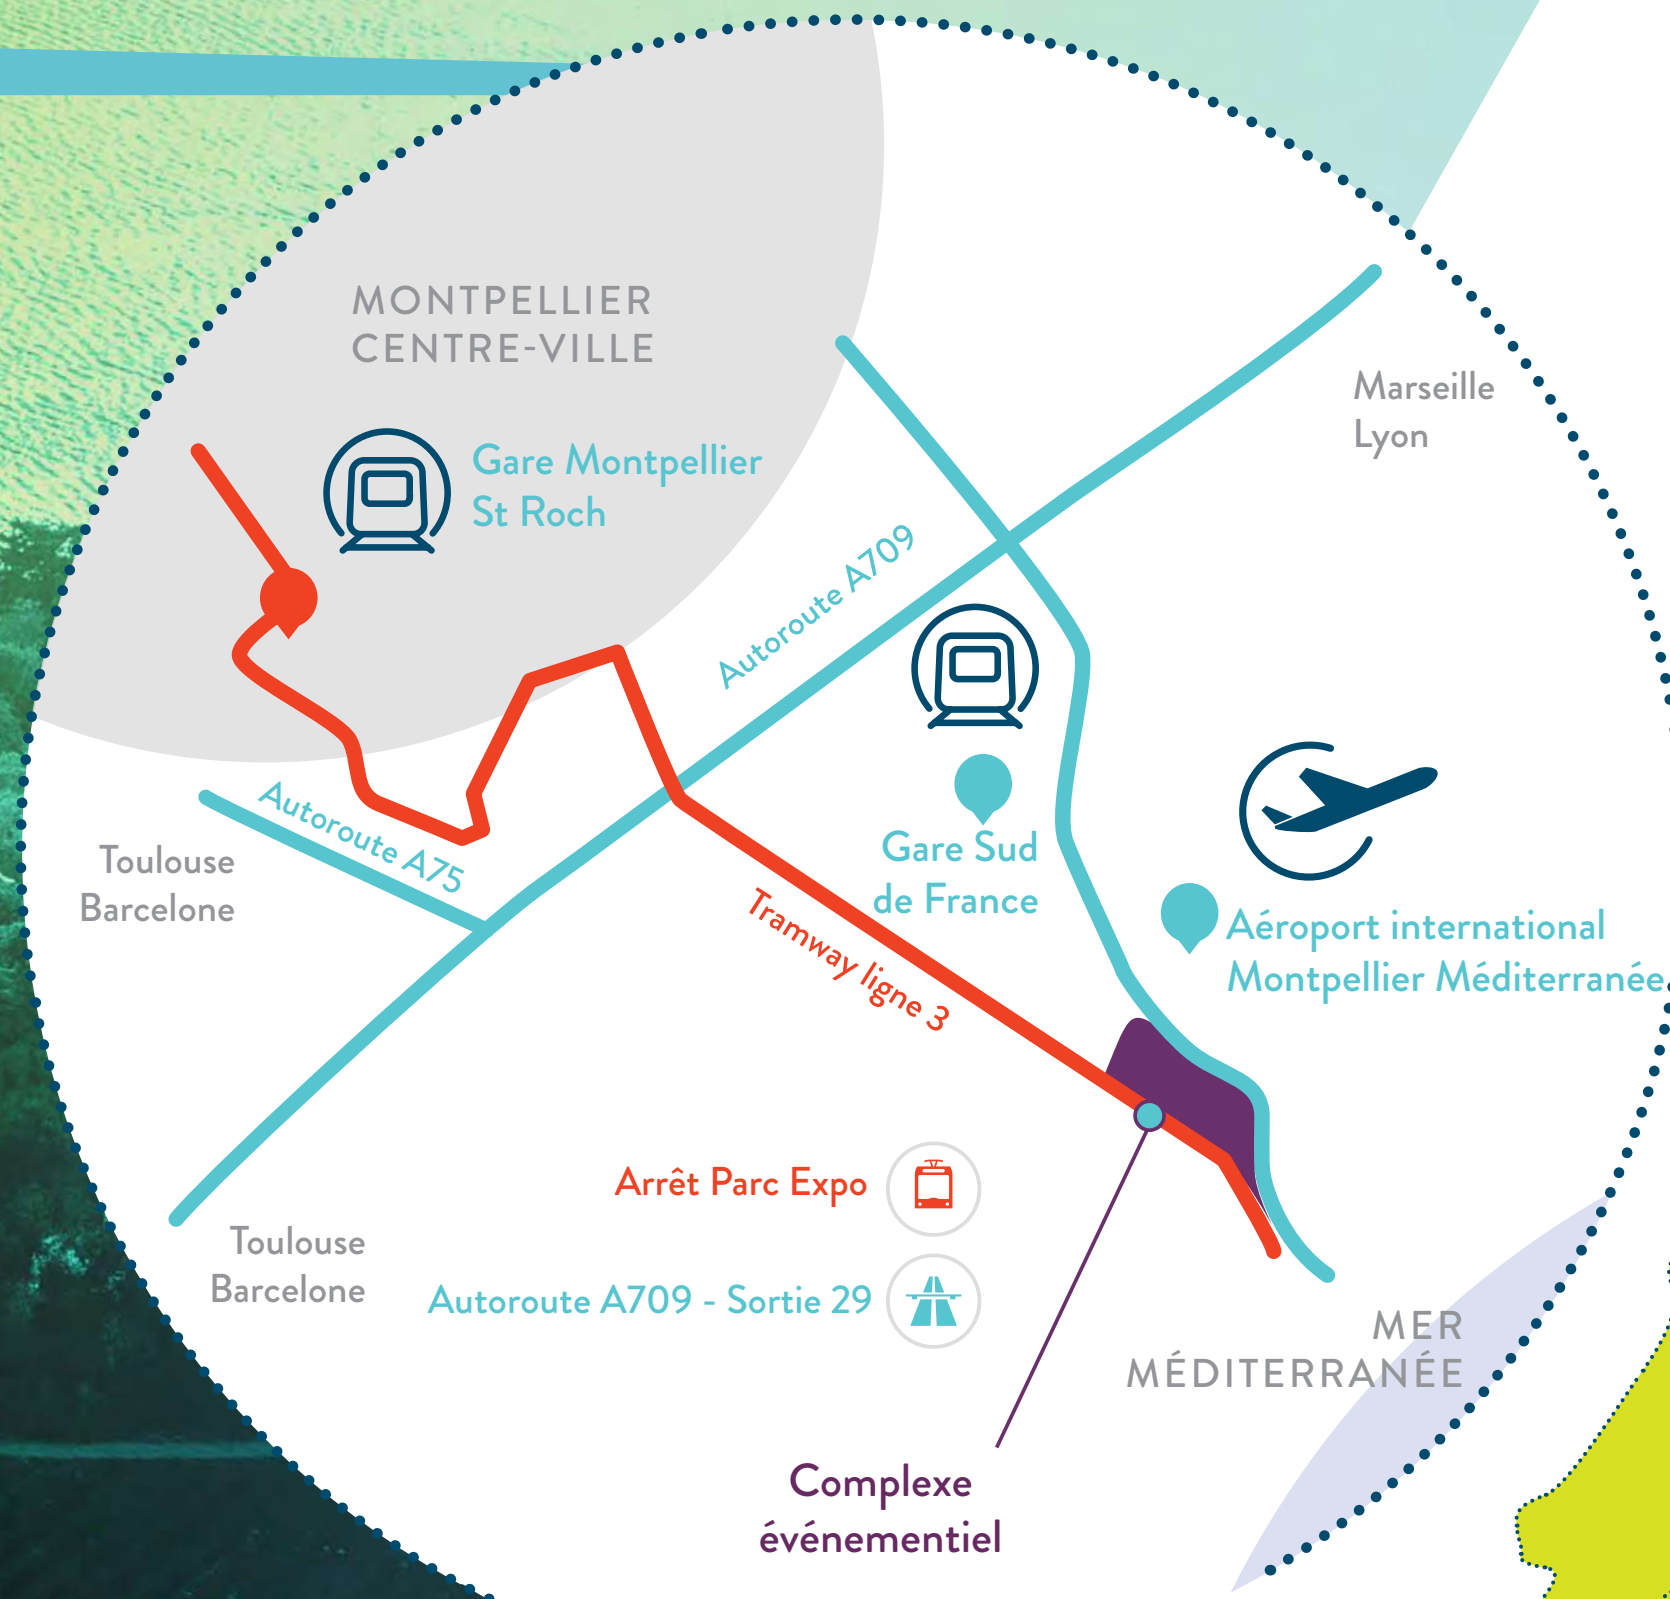 MONTPELLIER
CENTRE-VILLE
Marseille
Lyon
Gare Montpellier
St Roch
Autoroute A709
Autoroute A75
Toulouse
Barcelone
Gare Sud
de France
Tramway ligne 3
Aéroport international
Montpellier Méditerranée
Arrêt Parc Expo
Toulouse
Barcelone
Autoroute A709 - Sortie 29
MER
MÉDITERRANÉE
Complexe
événementiel